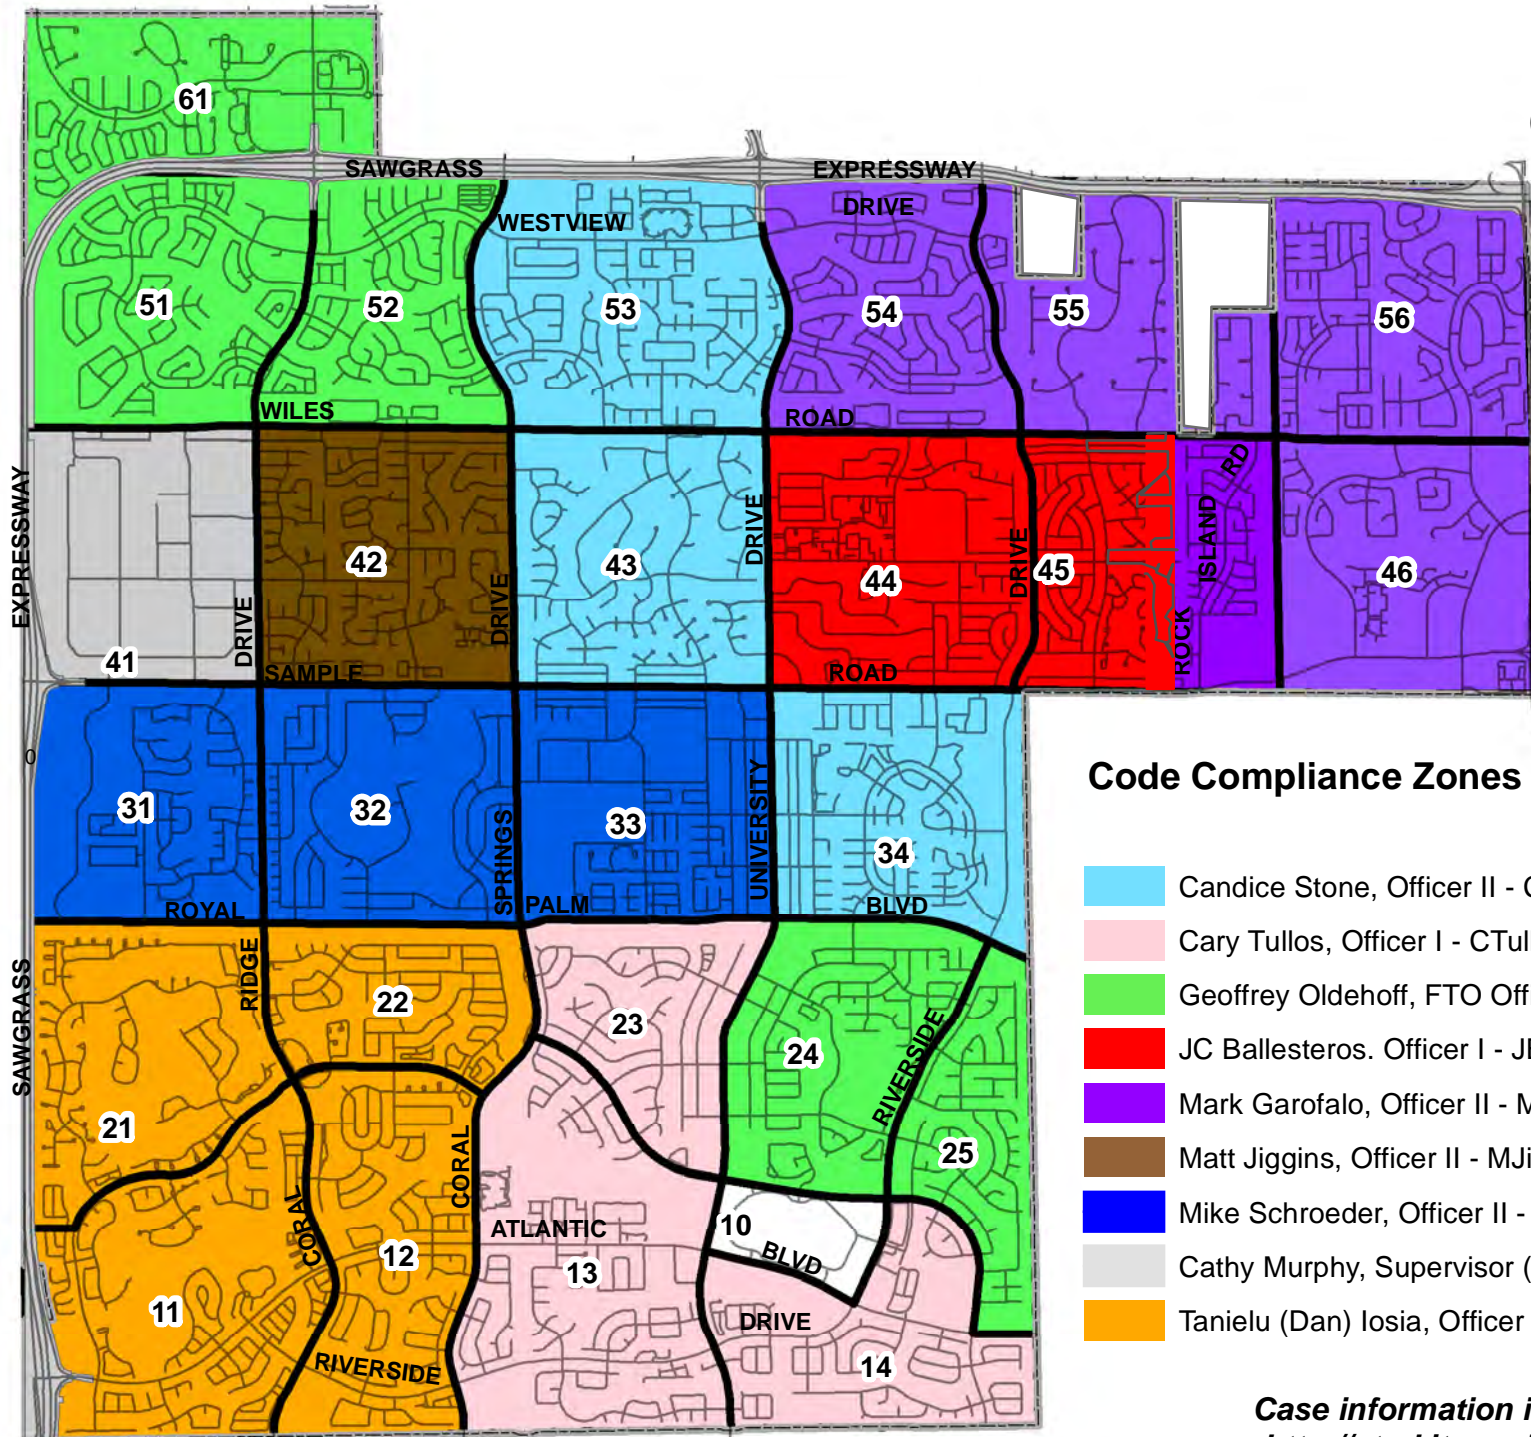 61
SAWGRASS
EXPRESSWAY
WESTVIEW
DRIVE
51
52
53
54
55
56
WILES
ROAD
EXPRESSWAY
41
DRIVE
42
DRIVE
43
DRIVE
44
DRIVE
45
ROCK
ISLAND
RD
46
SAMPLE
ROAD
0
31
32
SPRINGS
33
UNIVERSITY
34
ROYAL
PALM
BLVD
SAWGRASS
RIDGE
21
22
23
24
RIVERSIDE
25
CORAL
CORAL
ATLANTIC
10
BLVD
11
12
13
DRIVE
14
RIVERSIDE
Code Compliance Zones
Candice Stone, Officer II -
Cary Tullos, Officer I - CTul
Geoffrey Oldehoff, FTO Offi
JC Ballesteros. Officer I -
Mark Garofalo, Officer II - M
Matt Jiggins, Officer II - MJi
Mike Schroeder, Officer II -
Cathy Murphy, Supervisor (
Tanielu (Dan) Iosia, Officer
Case information i